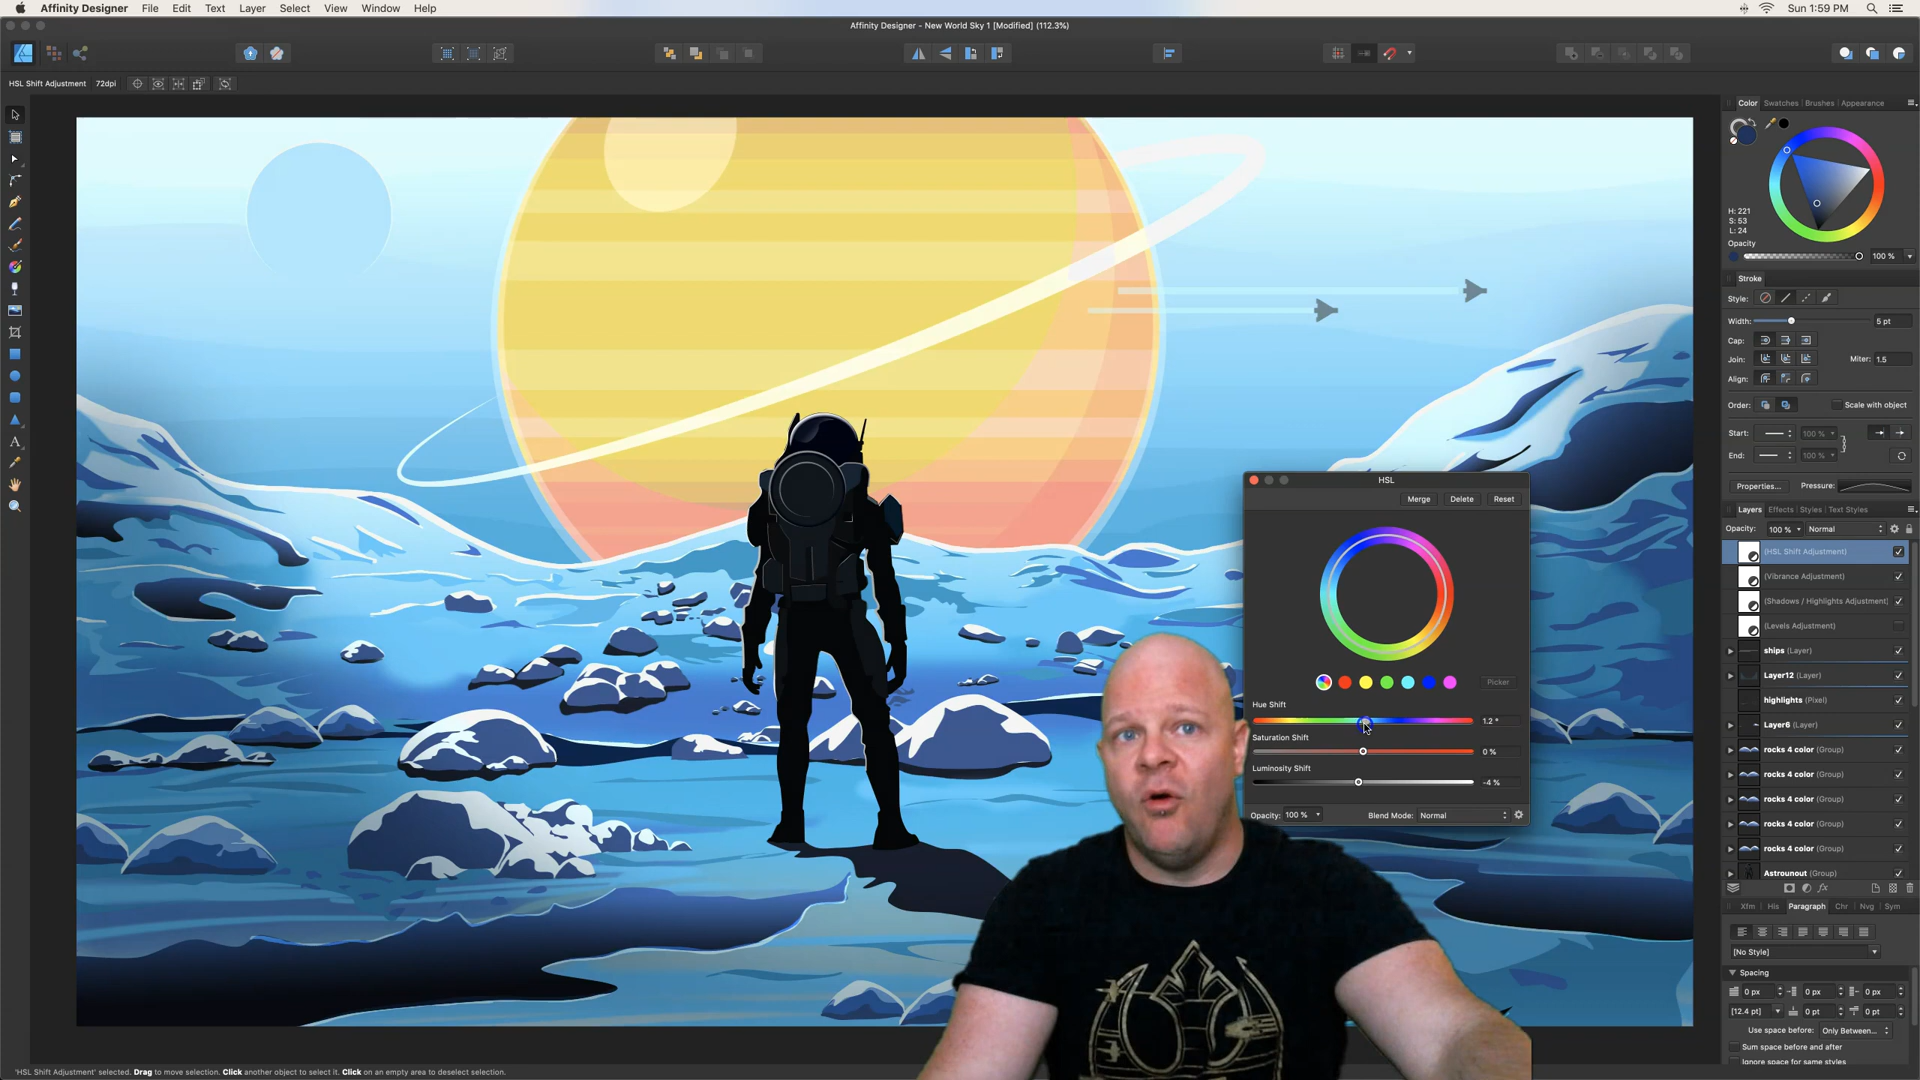 Affinity Designer File Edit Text Layer Select View Window Help
Sun 1:59 PM
Affinity Designer - New World Sky 1 [Modified] (112.3%)
HSL Shift Adjustment 72dpi
Color Swatches Brushes Appearance
H: 221
S: 53
L: 24
Opacity
100 %
Stroke
Style:
Width: 5 pt
Cap:
Join: Miter: 1.5
Align:
Order: Scale with object
Start: 100 %
End: 100 %
Properties... Pressure:
HSL
Merge Delete Reset
Picker
Hue Shift
1.2 °
Saturation Shift
0 %
Luminosity Shift
-4 %
Opacity: 100 % Blend Mode: Normal
Layers Effects Styles Text Styles
Opacity: 100 % Normal
(HSL Shift Adjustment)
(Vibrance Adjustment)
(Shadows / Highlights Adjustment)
(Levels Adjustment)
ships (Layer)
Layer12 (Layer)
highlights (Pixel)
Layer6 (Layer)
rocks 4 color (Group)
rocks 4 color (Group)
rocks 4 color (Group)
rocks 4 color (Group)
rocks 4 color (Group)
Astrounout (Group)
Xfm His Paragraph Chr Nvg Sym
[No Style]
Spacing
0 px 0 px 0 px
[12.4 pt] 0 pt 0 pt
Use space before: Only Between...
Sum space before and after
Ignore space for same styles
'HSL Shift Adjustment' selected. Drag to move selection. Click another object to select it. Click on an empty area to deselect selection.